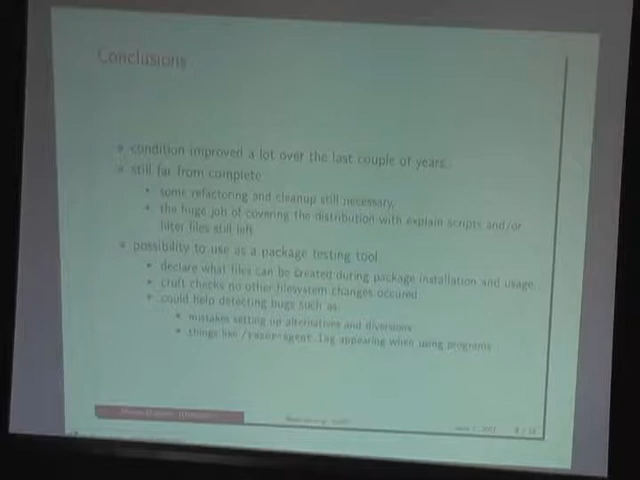 Conclusions
condition improved a lot over the last couple of years.
still far from complete
some refactoring and cleanup still necessary,
the huge job of covering the distribution with explain scripts and/or
filter files still left
possibility to use as a package testing tool
declare what files can be created during package installation and usage
cruft checks no other filesystem changes occured
could help detecting bugs such as:
mistakes setting up alternatives and diversions
things like /razor-agent.log appearing when using programs